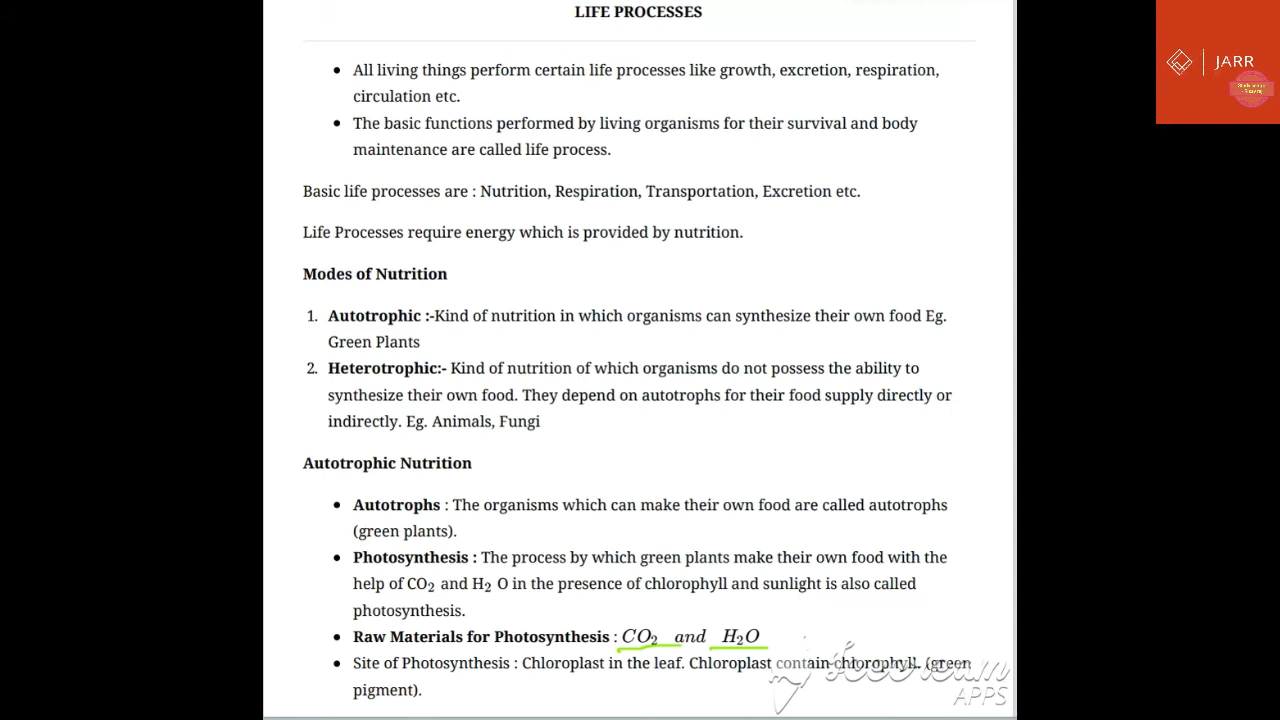 LIFE PROCESSES
JARR
• All living things perform certain life processes like growth, excretion, respiration,
circulation etc.
• The basic functions performed by living organisms for their survival and body
maintenance are called life process.
Basic life processes are : Nutrition, Respiration, Transportation, Excretion etc.
Life Processes require energy which is provided by nutrition.
Modes of Nutrition
1. Autotrophic :-Kind of nutrition in which organisms can synthesize their own food Eg.
Green Plants
2. Heterotrophic:- Kind of nutrition of which organisms do not possess the ability to
synthesize their own food. They depend on autotrophs for their food supply directly or
indirectly. Eg. Animals, Fungi
Autotrophic Nutrition
• Autotrophs : The organisms which can make their own food are called autotrophs
(green plants).
• Photosynthesis : The process by which green plants make their own food with the
help of CO₂ and H₂ O in the presence of chlorophyll and sunlight is also called
photosynthesis.
• Raw Materials for Photosynthesis : CO₂ and H₂O
• Site of Photosynthesis : Chloroplast in the leaf. Chloroplast contain chlorophyll. (green
pigment).
APPS